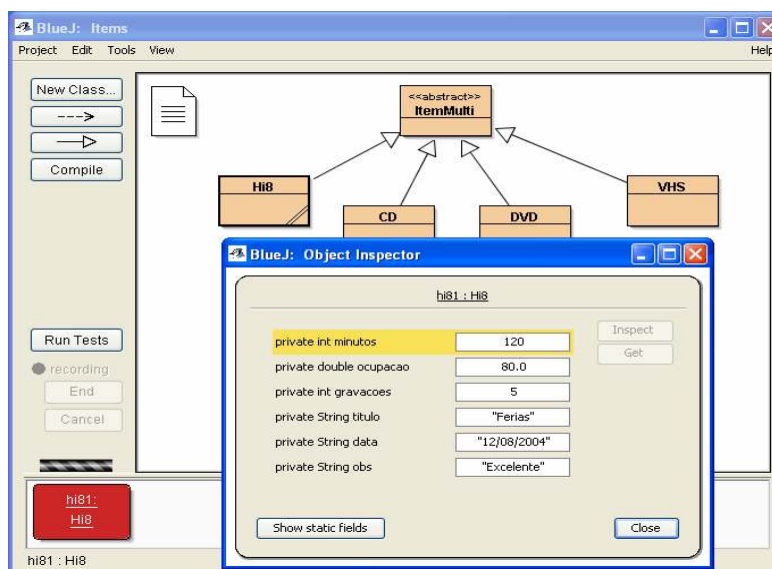 BlueJ: Items
Project Edit Tools View Help
New Class...
Compile
<<abstract>>
ItemMulti
Hi8
CD
DVD
VHS
BlueJ: Object Inspector
hi81 : Hi8
private int minutos 120
private double ocupacao 80.0
private int gravacoes 5
private String titulo "Ferias"
private String data "12/08/2004"
private String obs "Excelente"
Inspect
Get
Show static fields
Close
Run Tests
recording
End
Cancel
hi81:
Hi8
hi81 : Hi8